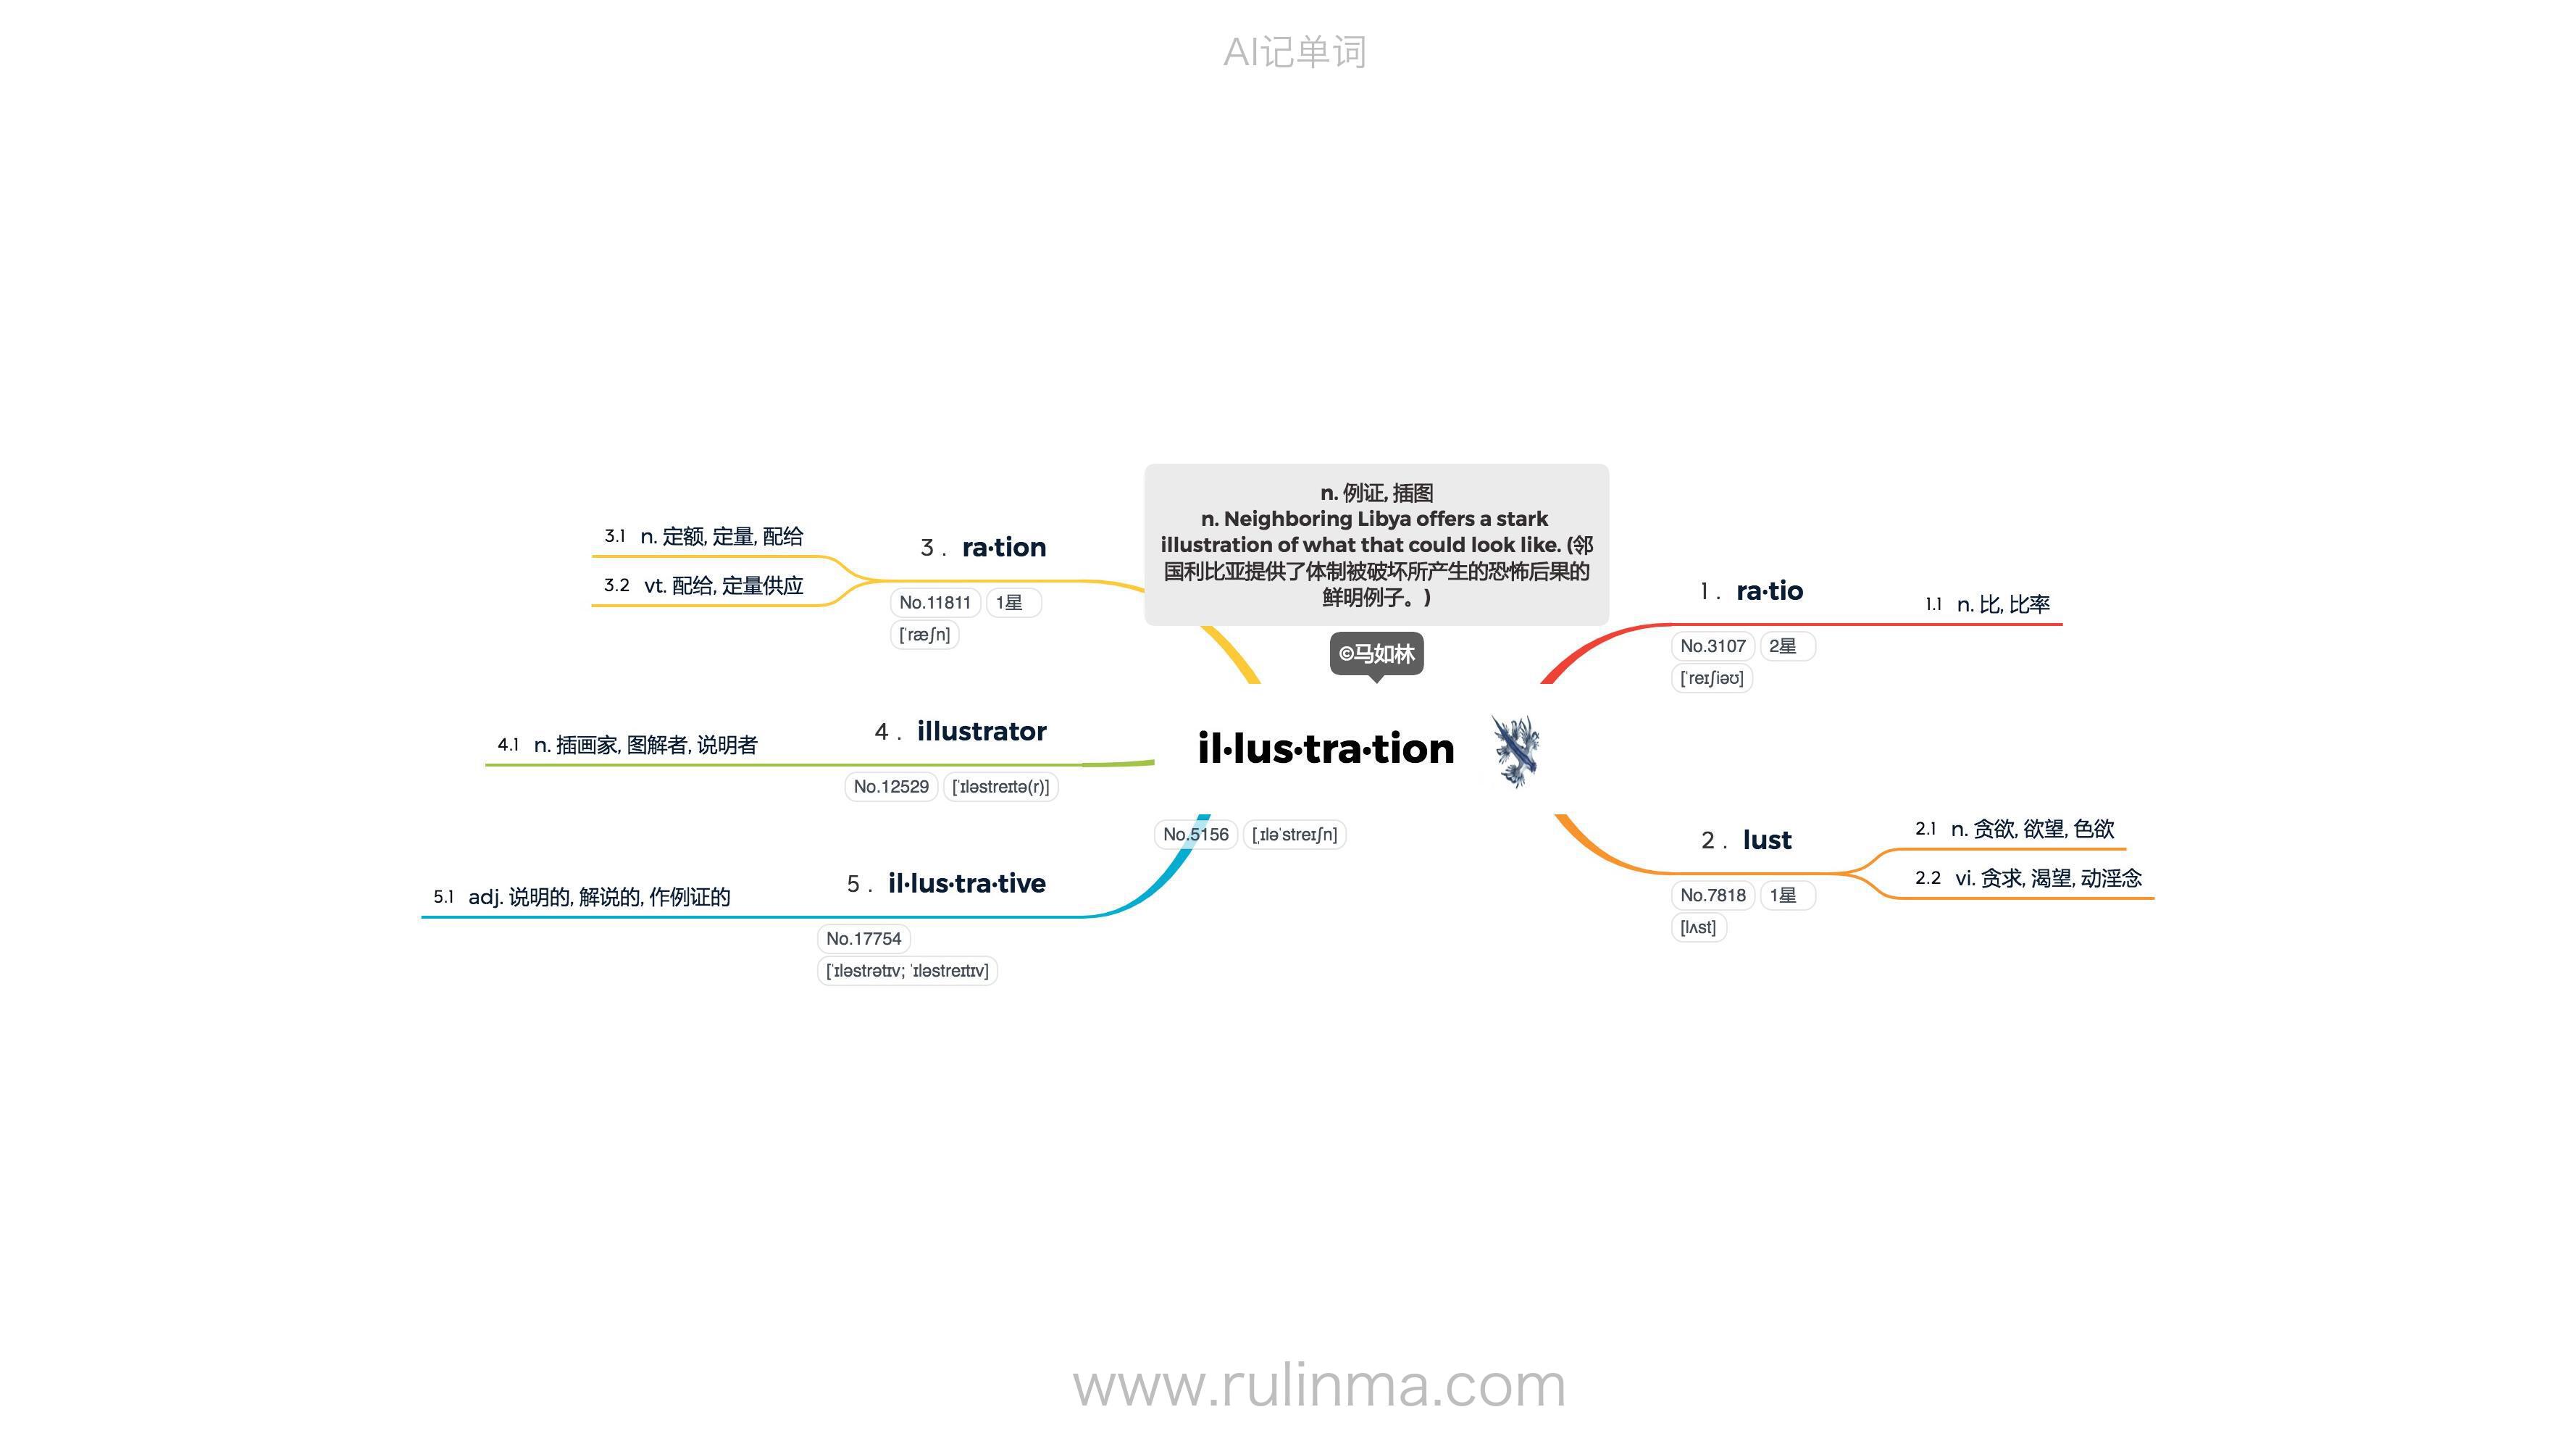 AI记单词
n. 例证, 插图
n. Neighboring Libya offers a stark
illustration of what that could look like. (邻
国利比亚提供了体制被破坏所产生的恐怖后果的
鲜明例子。)
©马如林
il·lus·tra·tion
No.5156 [ˌɪləˈstreɪʃn]
1 . ra·tio
No.3107 2星
[ˈreɪʃiəʊ]
1.1 n. 比, 比率
2 . lust
No.7818 1星
[lʌst]
2.1 n. 贪欲, 欲望, 色欲
2.2 vi. 贪求, 渴望, 动淫念
3 . ra·tion
No.11811 1星
[ˈræʃn]
3.1 n. 定额, 定量, 配给
3.2 vt. 配给, 定量供应
4 . illustrator
No.12529 [ˈɪləstreɪtə(r)]
4.1 n. 插画家, 图解者, 说明者
5 . il·lus·tra·tive
No.17754
[ˈɪləstrətɪv; ˈɪləstreɪtɪv]
5.1 adj. 说明的, 解说的, 作例证的
www.rulinma.com